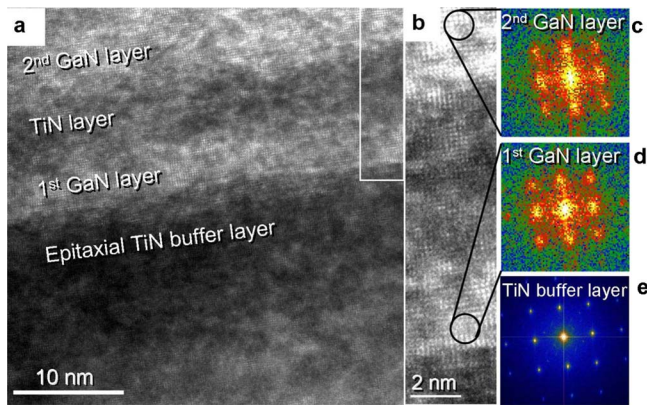 a
2nd GaN layer
TiN layer
1st GaN layer
Epitaxial TiN buffer layer
10 nm
b
2 nm
2nd GaN layer
c
1st GaN layer
d
TiN buffer layer
e